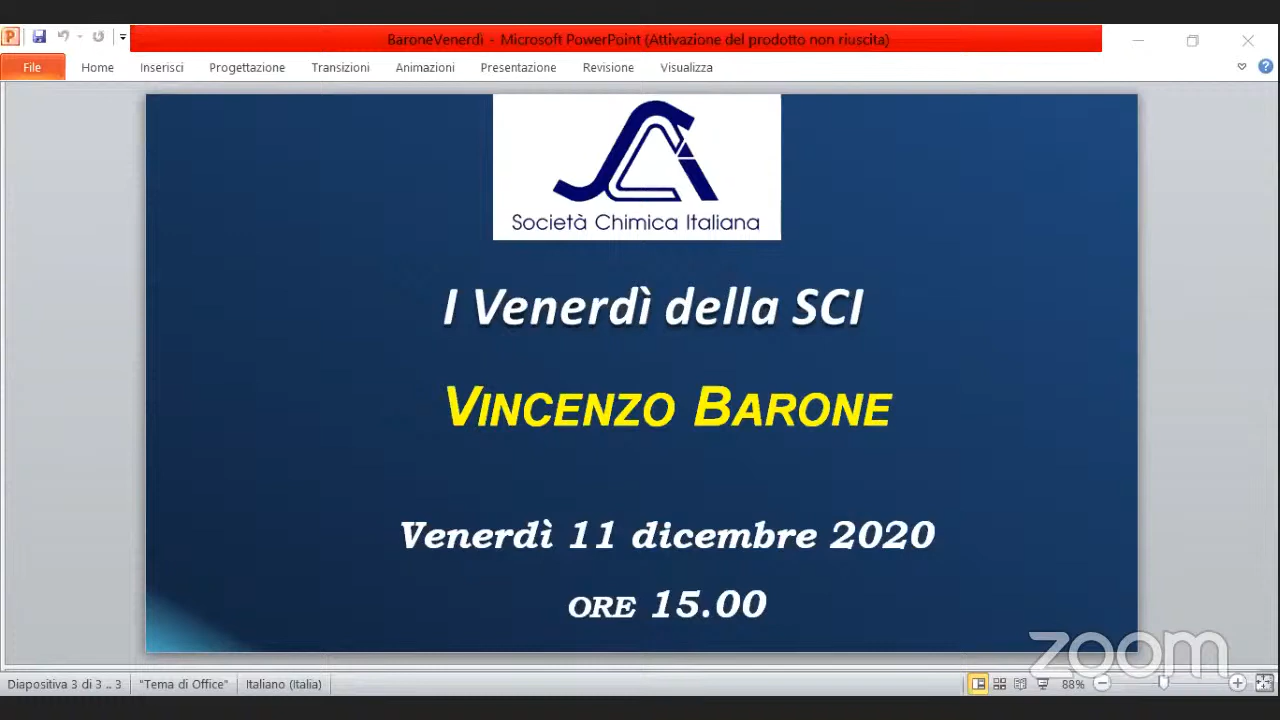 BaroneVenerdì - Microsoft PowerPoint (Attivazione del prodotto non riuscita)
File Home Inserisci Progettazione Transizioni Animazioni Presentazione Revisione Visualizza
Società Chimica Italiana
I Venerdì della SCI
VINCENZO BARONE
Venerdì 11 dicembre 2020
ORE 15.00
zoom
Diapositiva 3 di 3 .. 3 "Tema di Office" Italiano (Italia) 88%